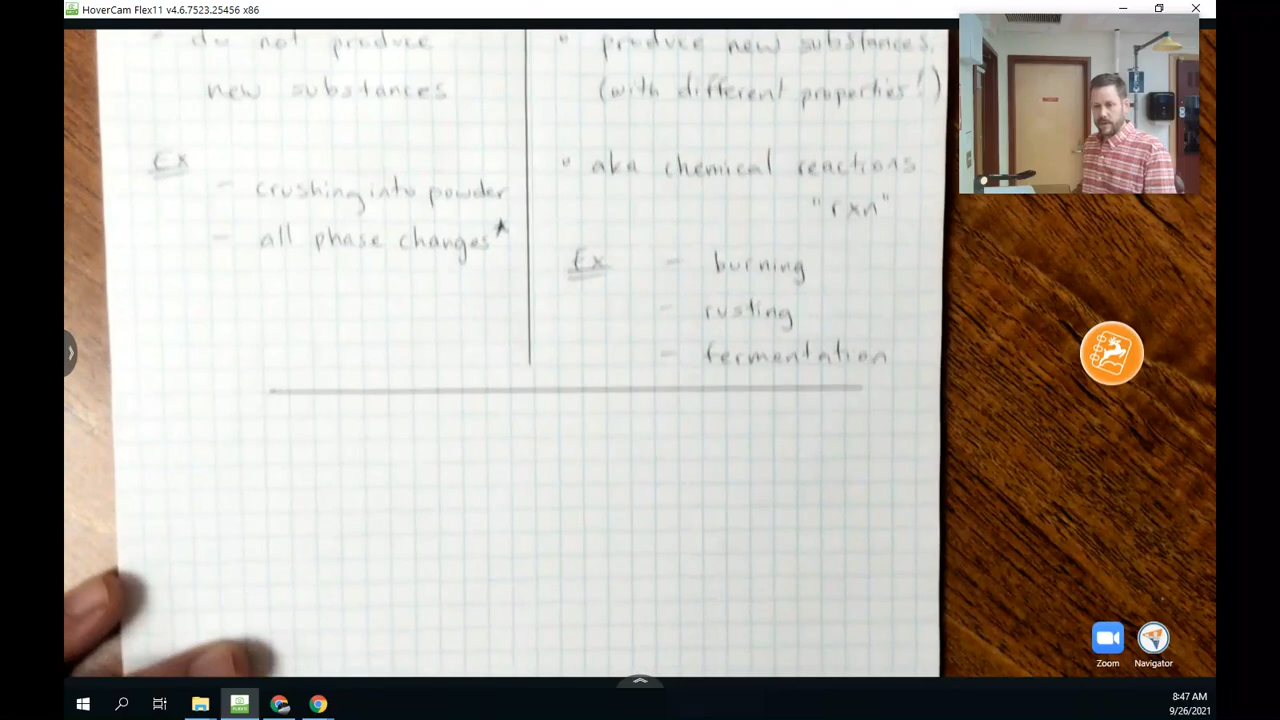 HoverCam Flex11 v4.6.7523.25456 x86
do not produce
new substances
Ex
- crushing into powder
- all phase changes*
• produce new substances.
(with different properties!)
• aka chemical reactions
"rxn"
Ex - burning
- rusting
- fermentation
Zoom
Navigator
8:47 AM
9/26/2021